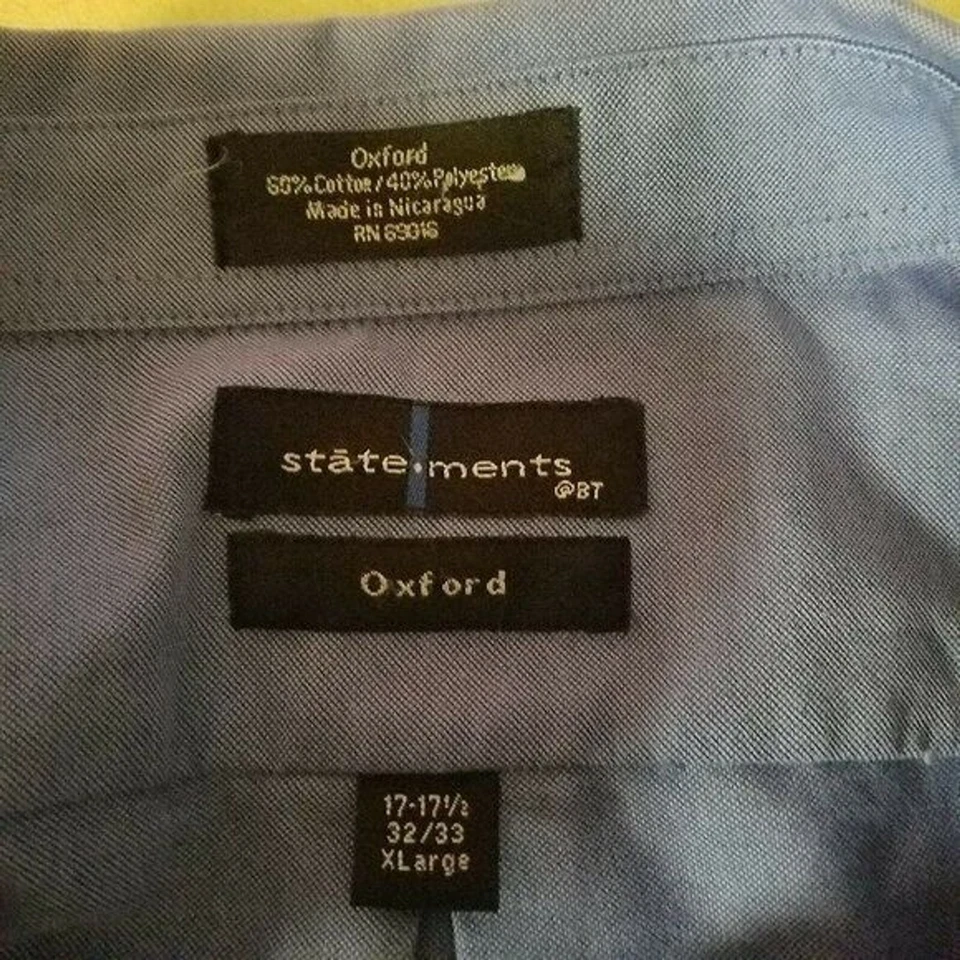 Oxford
60% Cotton / 40% Polyester
Made in Nicaragua
RN 69016
stāte·ments
@BT
Oxford
17-17½
32/33
XLarge